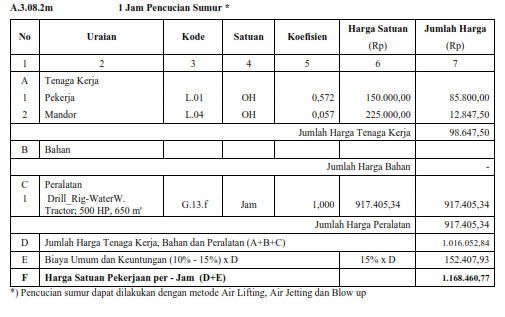 A.3.08.2m 1 Jam Pencucian Sumur *
No Uraian Kode Satuan Koefisien Harga Satuan (Rp) Jumlah Harga (Rp)
1 2 3 4 5 6 7
A Tenaga Kerja
1 Pekerja L.01 OH 0,572 150.000,00 85.800,00
2 Mandor L.04 OH 0,057 225.000,00 12.847,50
Jumlah Harga Tenaga Kerja 98.647,50
B Bahan
Jumlah Harga Bahan -
C Peralatan
1 Drill_Rig-WaterW. Tractor; 500 HP, 650 m' G.13.f Jam 1,000 917.405,34 917.405,34
Jumlah Harga Peralatan 917.405,34
D Jumlah Harga Tenaga Kerja, Bahan dan Peralatan (A+B+C) 1.016.052,84
E Biaya Umum dan Keuntungan (10% - 15%) x D 15% x D 152.407,93
F Harga Satuan Pekerjaan per - Jam (D+E) 1.168.460,77
*) Pencucian sumur dapat dilakukan dengan metode Air Lifting, Air Jetting dan Blow up